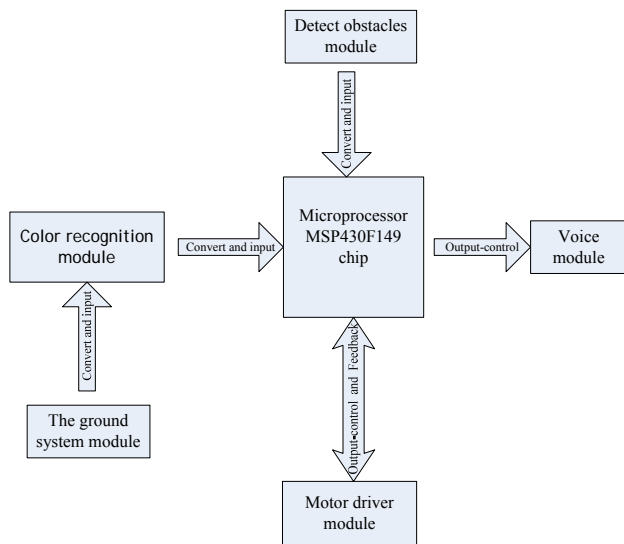 Detect obstacles
module
Convert and input
Microprocessor
MSP430F149
chip
Color recognition
module
Convert and input
Output-control
Voice
module
Convert and input
Output-control and Feedback
The ground
system module
Motor driver
module